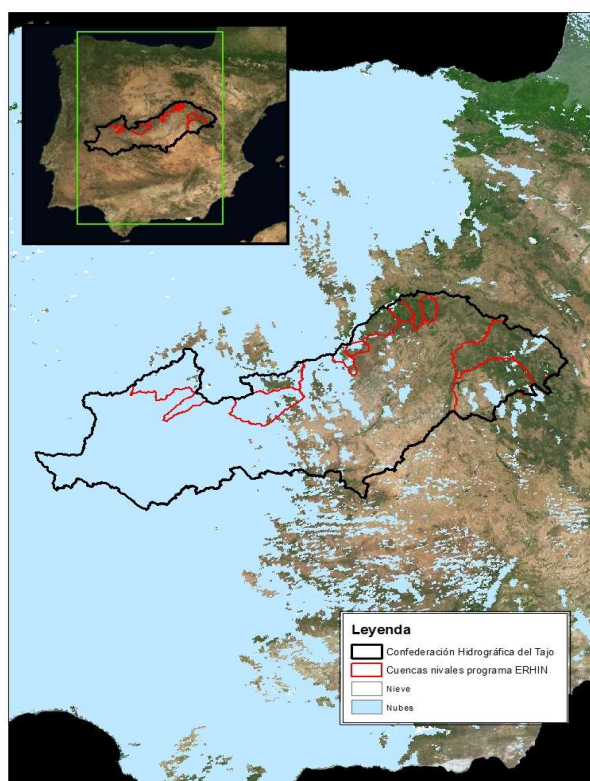 Leyenda
Confederación Hidrográfica del Tajo
Cuencas nivales programa ERHIN
Nieve
Nubes